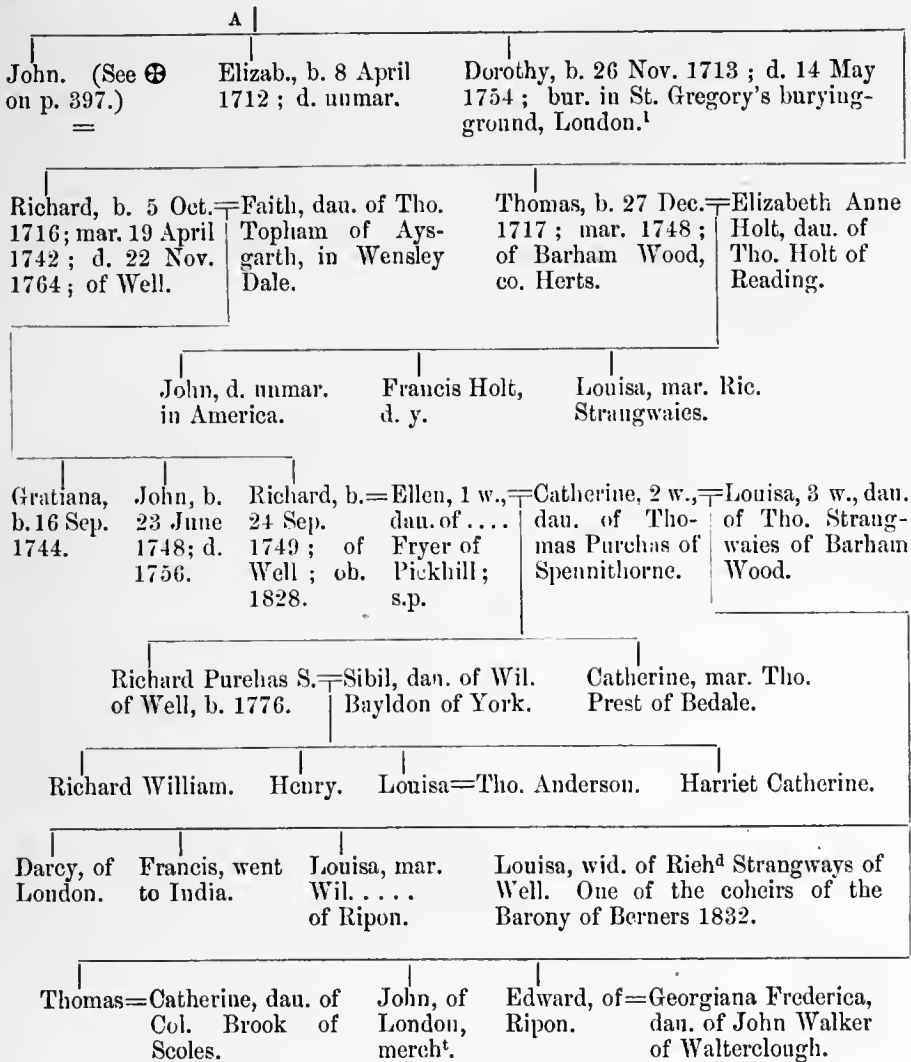 A
John. (See ✠
on p. 397.)
=
Elizab., b. 8 April
1712 ; d. unmar.
Dorothy, b. 26 Nov. 1713 ; d. 14 May
1754 ; bur. in St. Gregory's burying-
ground, London.¹
Richard, b. 5 Oct.
1716 ; mar. 19 April
1742 ; d. 22 Nov.
1764 ; of Well.
=Faith, dau. of Tho.
Topham of Ays-
garth, in Wensley
Dale.
Thomas, b. 27 Dec.
1717 ; mar. 1748 ;
of Barham Wood,
co. Herts.
=Elizabeth Anne
Holt, dau. of
Tho. Holt of
Reading.
John, d. unmar.
in America.
Francis Holt,
d. y.
Louisa, mar. Ric.
Strangwaies.
Gratiana,
b. 16 Sep.
1744.
John, b.
23 June
1748; d.
1756.
Richard, b.
24 Sep.
1749 ; of
Well ; ob.
1828.
=Ellen, 1 w.,
dau. of . . . .
Fryer of
Pickhill ;
s.p.
=Catherine, 2 w.,
dau. of Tho-
mas Purchas of
Spennithorne.
=Louisa, 3 w., dau.
of Tho. Strang-
waies of Barham
Wood.
Richard Purchas S.
of Well, b. 1776.
=Sibil, dau. of Wil.
Bayldon of York.
Catherine, mar. Tho.
Prest of Bedale.
Richard William.
Henry.
Louisa=Tho. Anderson.
Harriet Catherine.
Darcy, of
London.
Francis, went
to India.
Louisa, mar.
Wil. . . . .
of Ripon.
Louisa, wid. of Richᵈ Strangways of
Well. One of the coheirs of the
Barony of Berners 1832.
Thomas=Catherine, dau. of
Col. Brook of
Scoles.
John, of
London,
merchᵗ.
Edward, of
Ripon.
=Georgiana Frederica,
dau. of John Walker
of Walterclough.